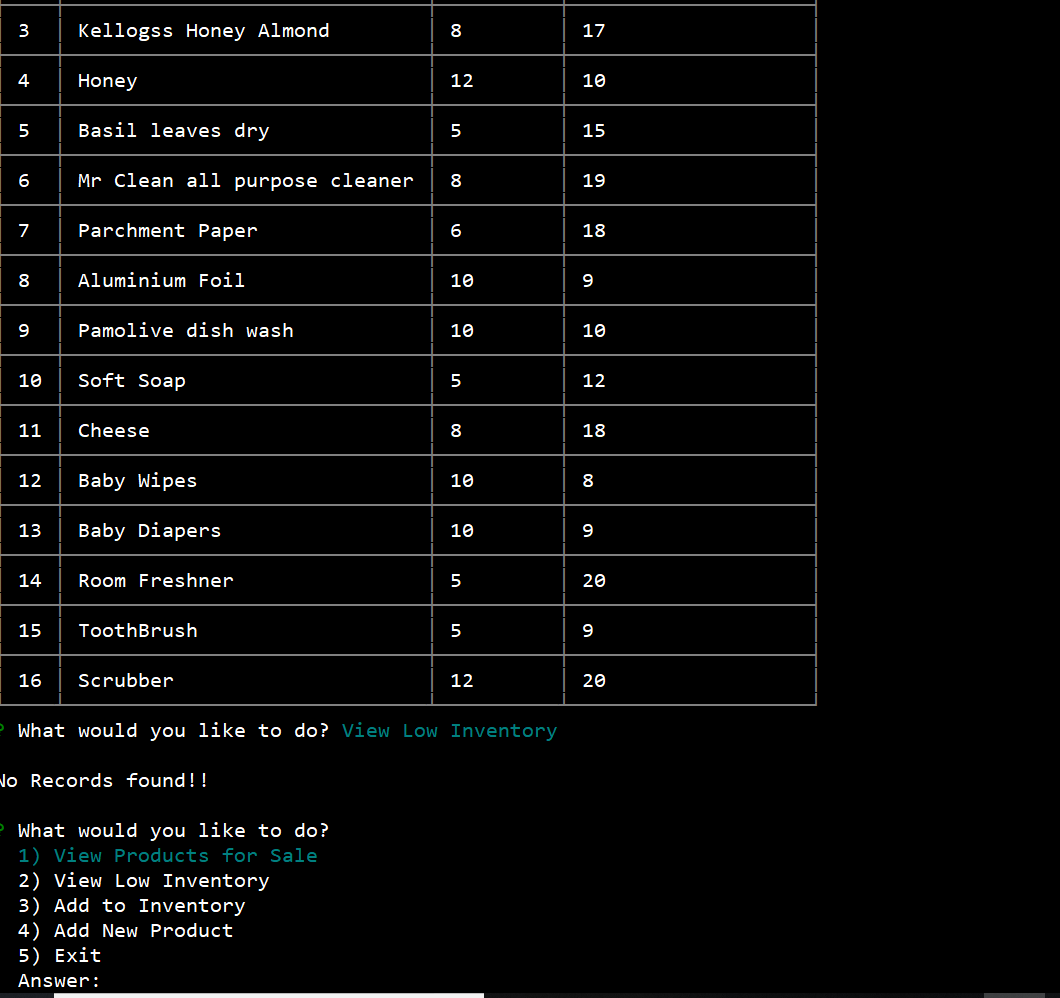 3 Kellogss Honey Almond 8 17
4 Honey 12 10
5 Basil leaves dry 5 15
6 Mr Clean all purpose cleaner 8 19
7 Parchment Paper 6 18
8 Aluminium Foil 10 9
9 Pamolive dish wash 10 10
10 Soft Soap 5 12
11 Cheese 8 18
12 Baby Wipes 10 8
13 Baby Diapers 10 9
14 Room Freshner 5 20
15 ToothBrush 5 9
16 Scrubber 12 20
? What would you like to do? View Low Inventory
No Records found!!
? What would you like to do?
1) View Products for Sale
2) View Low Inventory
3) Add to Inventory
4) Add New Product
5) Exit
Answer: